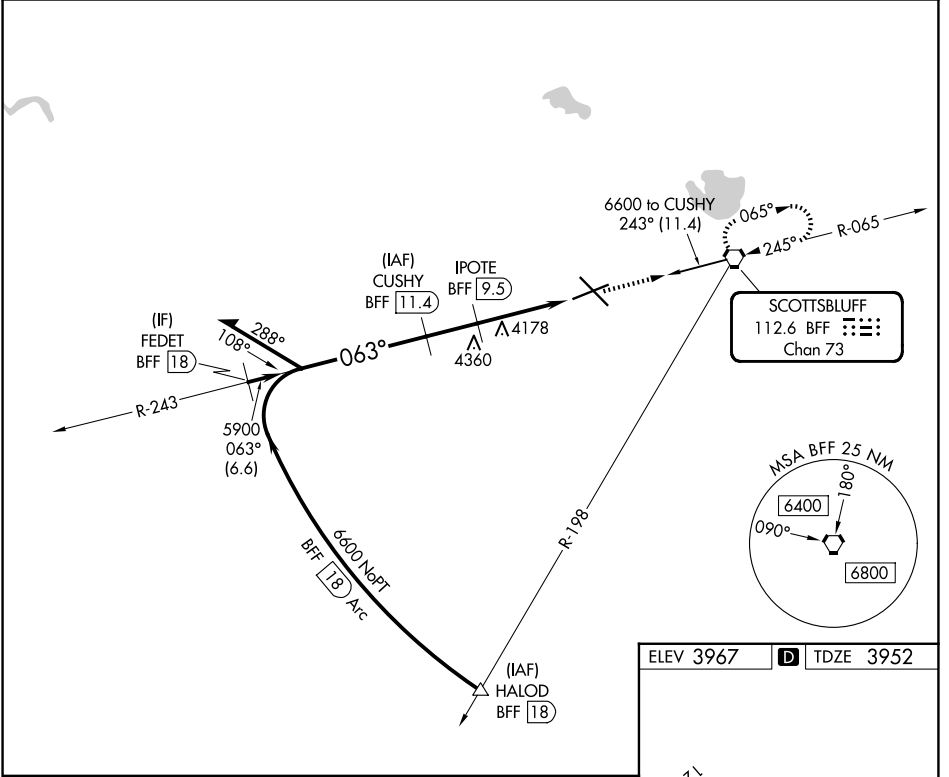 6600 to CUSHY
243° (11.4)
065°
245°
R-065
(IAF)
CUSHY
BFF 11.4
IPOTE
BFF 9.5
4178
4360
SCOTTSBLUFF
112.6 BFF
Chan 73
(IF)
FEDET
BFF 18
288°
108°
063°
R-243
5900
063°
(6.6)
6600 NoPT
BFF 18 Arc
R-198
(IAF)
HALOD
BFF 18
MSA BFF 25 NM
180°
6400
090°
6800
ELEV 3967 D TDZE 3952